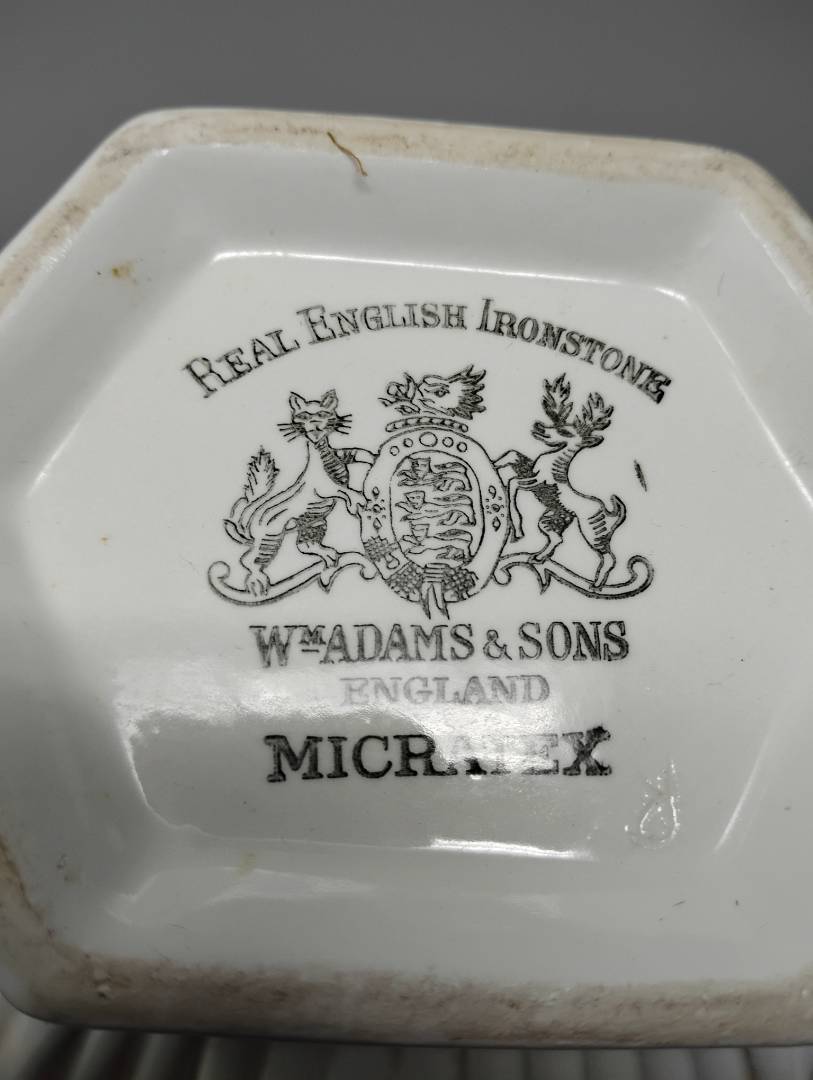 REAL ENGLISH IRONSTONE
WM ADAMS & SONS
ENGLAND
MICRATEX